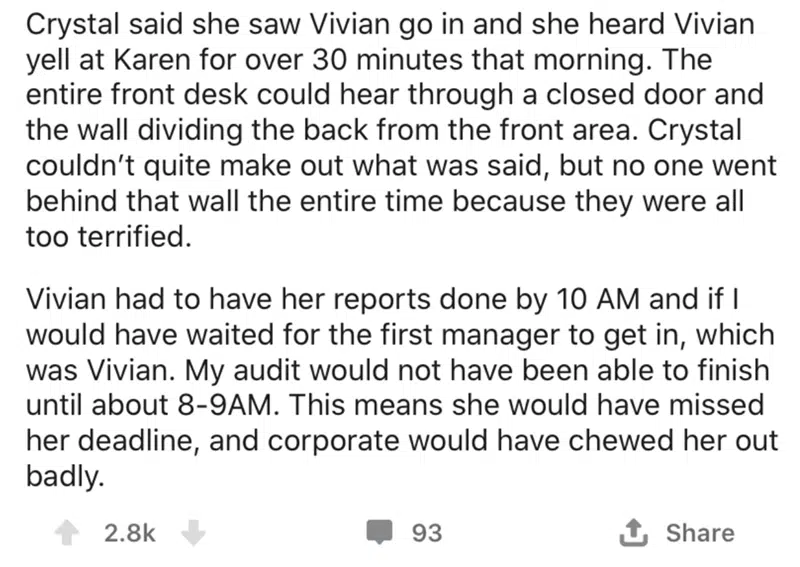 Crystal said she saw Vivian go in and she heard Vivian
yell at Karen for over 30 minutes that morning. The
entire front desk could hear through a closed door and
the wall dividing the back from the front area. Crystal
couldn’t quite make out what was said, but no one went
behind that wall the entire time because they were all
too terrified.
Vivian had to have her reports done by 10 AM and if I
would have waited for the first manager to get in, which
was Vivian. My audit would not have been able to finish
until about 8-9AM. This means she would have missed
her deadline, and corporate would have chewed her out
badly.
2.8k 93 Share